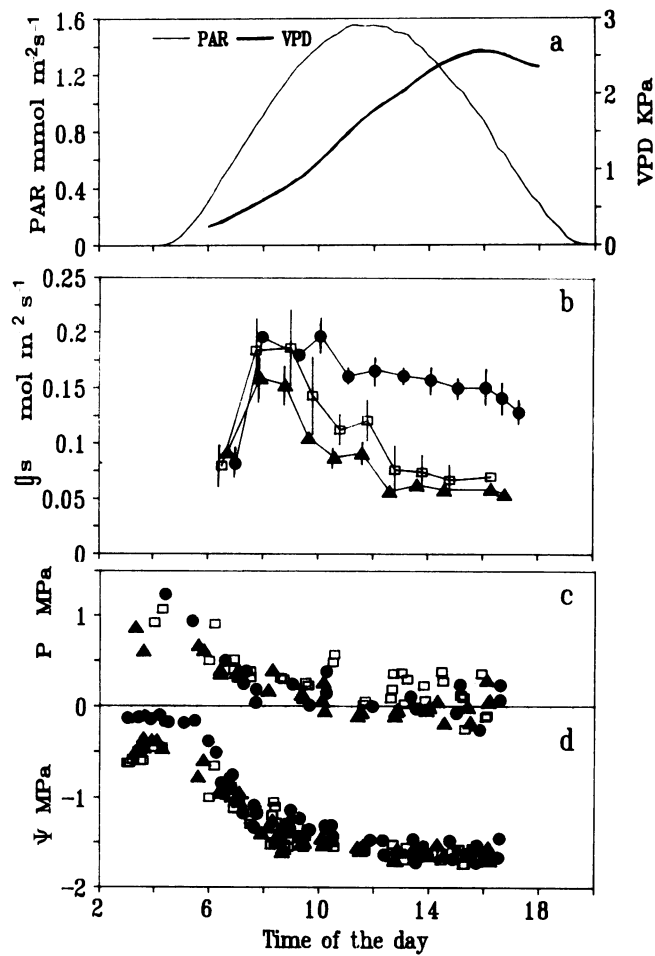 1.6
1.2
0.8
0.4
0
PAR mmol m⁻²s⁻¹
PAR VPD
a
3
2
1
0
VPD KPa
0.25
0.2
0.15
0.1
0.05
0
gs mol m² s⁻¹
b
1
0
P MPa
c
-1
-2
Ψ MPa
d
2 6 10 14 18
Time of the day